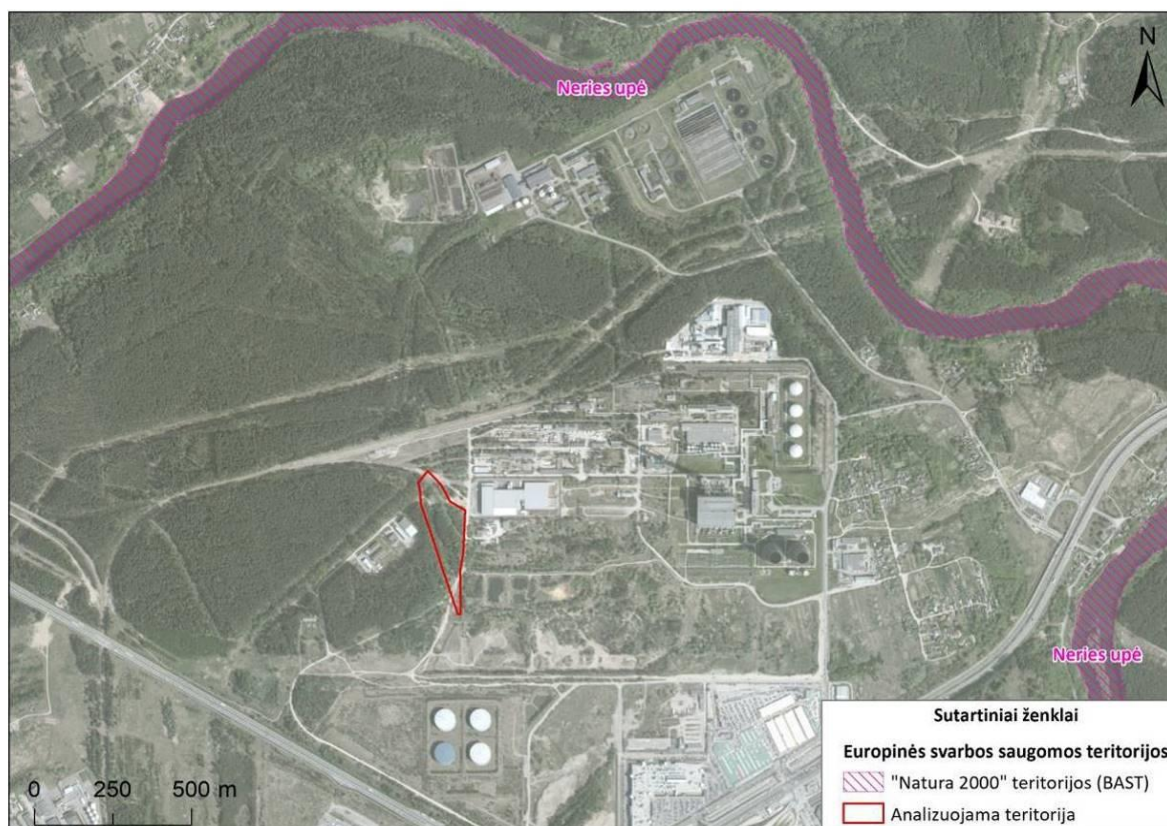 N
Neries upė
Neries upė
0 250 500 m
Sutartiniai ženklai
Europinės svarbos saugomos teritorijos
"Natura 2000" teritorijos (BAST)
Analizuojama teritorija